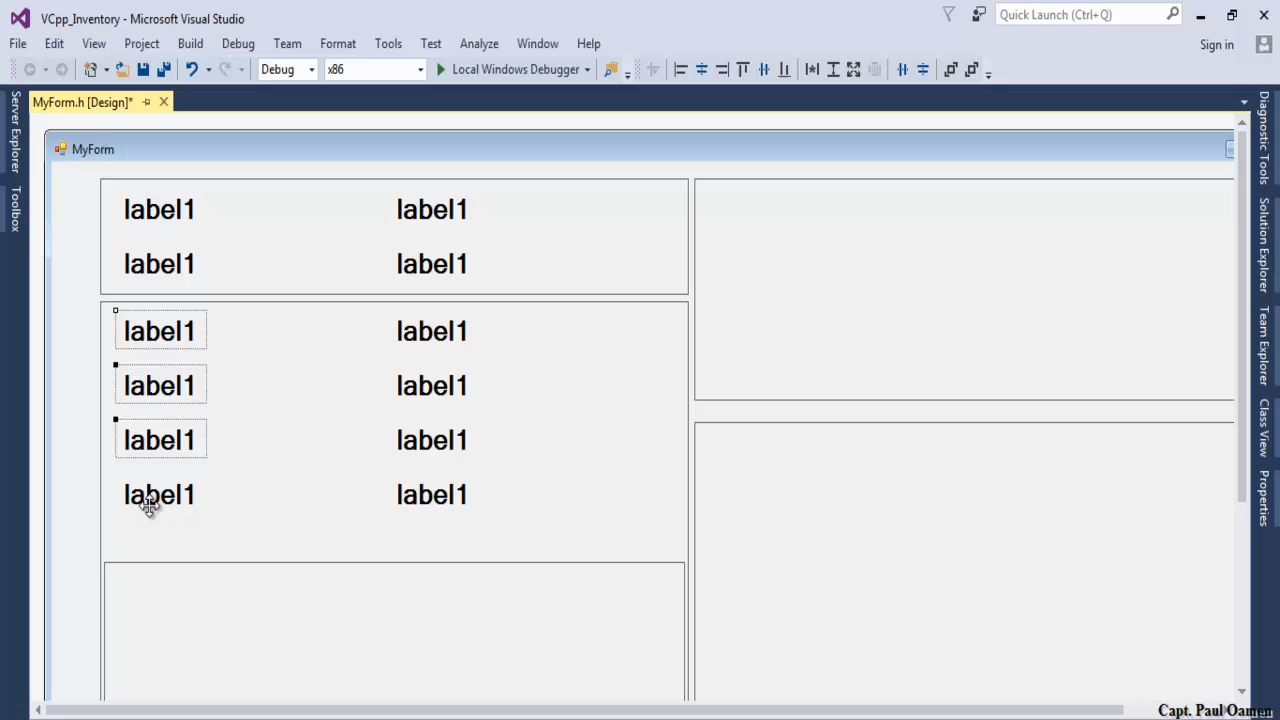 VCpp_Inventory - Microsoft Visual Studio
Quick Launch (Ctrl+Q)
File Edit View Project Build Debug Team Format Tools Test Analyze Window Help
Sign in
Debug x86 Local Windows Debugger
MyForm.h [Design]*
Server Explorer
Toolbox
MyForm
label1 label1
label1 label1
label1 label1
label1 label1
label1 label1
label1 label1
Diagnostic Tools
Solution Explorer
Team Explorer
Class View
Properties
Capt. Paul Oamen